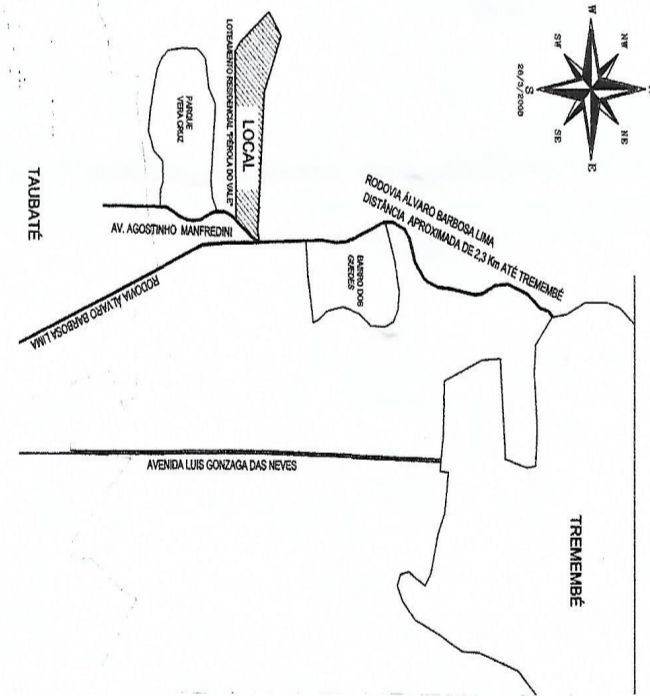 W
NW
SW
N
S
NE
SE
E
28/3/2000
LOTEAMENTO RESIDENCIAL "PÉROLA DO VALE"
LOCAL
PARQUE
VERA CRUZ
TAUBATÉ
AV. AGOSTINHO MANFREDINI
RODOVIA ÁLVARO BARBOSA LIMA
DISTÂNCIA APROXIMADA DE 2,3 Km ATÉ TREMEMBÉ
BAIRRO DOS
GUEDES
RODOVIA ÁLVARO BARBOSA LIMA
AVENIDA LUIS GONZAGA DAS NEVES
TREMEMBÉ